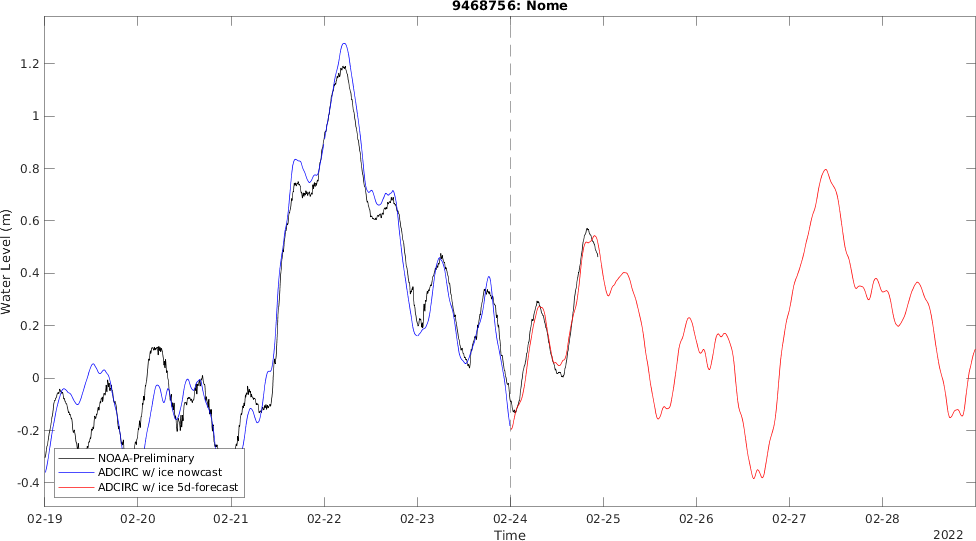 9468756: Nome
Water Level (m)
1.2
1
0.8
0.6
0.4
0.2
0
-0.2
-0.4
NOAA-Preliminary
ADCIRC w/ ice nowcast
ADCIRC w/ ice 5d-forecast
02-19 02-20 02-21 02-22 02-23 02-24 02-25 02-26 02-27 02-28
Time
2022